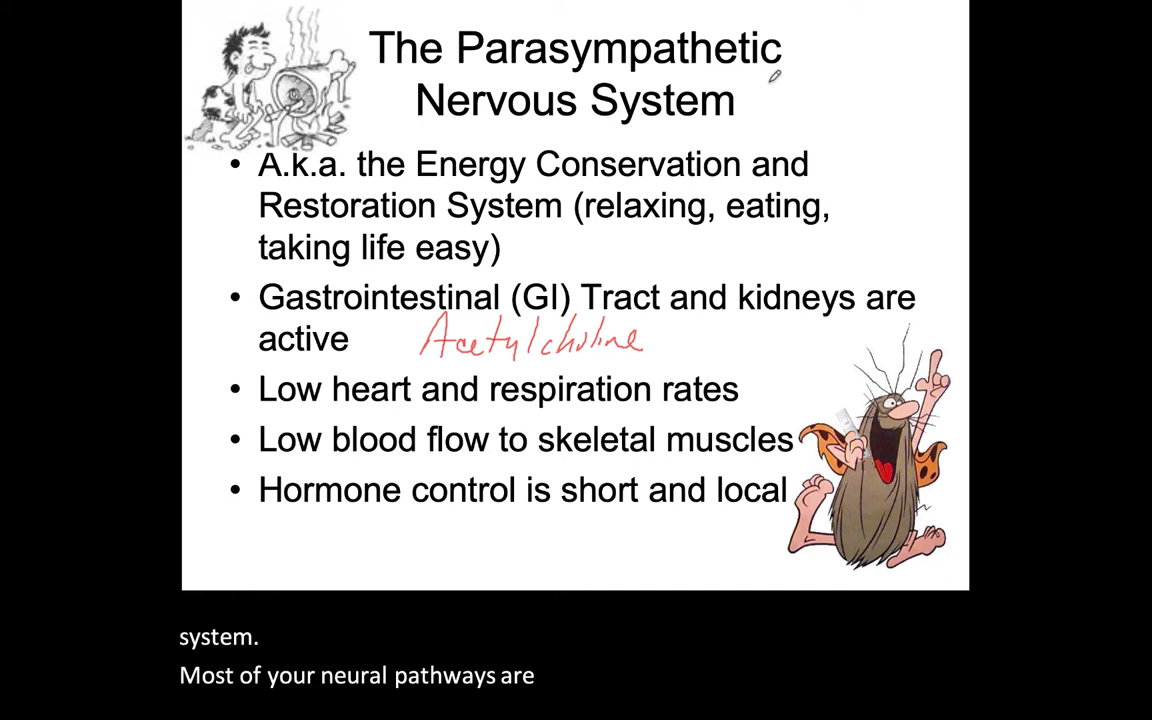 The Parasympathetic
Nervous System
• A.k.a. the Energy Conservation and
Restoration System (relaxing, eating,
taking life easy)
• Gastrointestinal (GI) Tract and kidneys are
active
Acetylcholine
• Low heart and respiration rates
• Low blood flow to skeletal muscles
• Hormone control is short and local
system.
Most of your neural pathways are